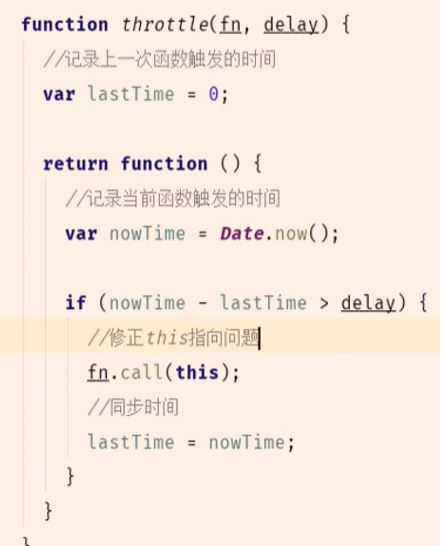 function throttle(fn, delay) {
//记录上一次函数触发的时间
var lastTime = 0;
return function () {
//记录当前函数触发的时间
var nowTime = Date.now();
if (nowTime - lastTime > delay) {
//修正this指向问题
fn.call(this);
//同步时间
lastTime = nowTime;
}
}
}